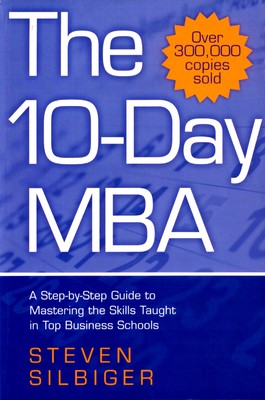 The
10-Day
MBA
Over
300,000
copies
sold
A Step-by-Step Guide to
Mastering the Skills Taught
in Top Business Schools
STEVEN
SILBIGER